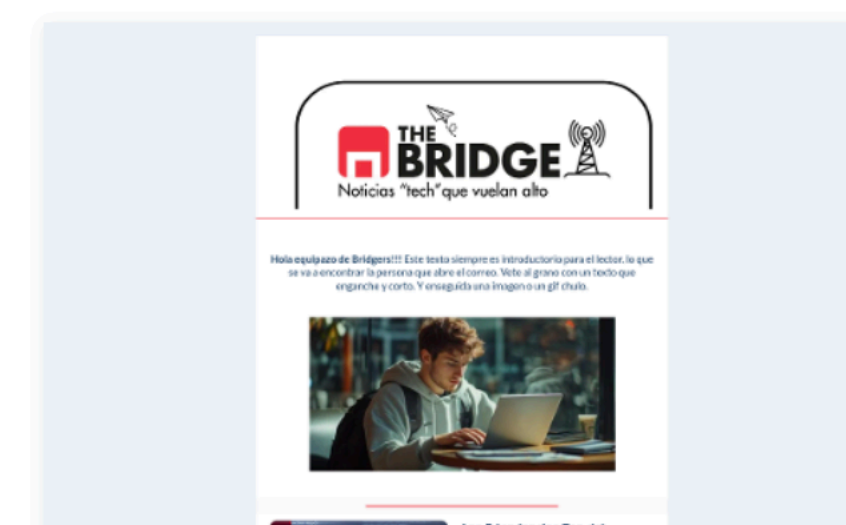 THE
BRIDGE
Noticias "tech" que vuelan alto
Hola equipazo de Bridgers!!! Este texto siempre es introductorio para el lector, lo que
se va a encontrar la persona que abre el correo. Vete al grano con un texto que
enganche y corto. Y enseguida una imagen o un gif chulo.